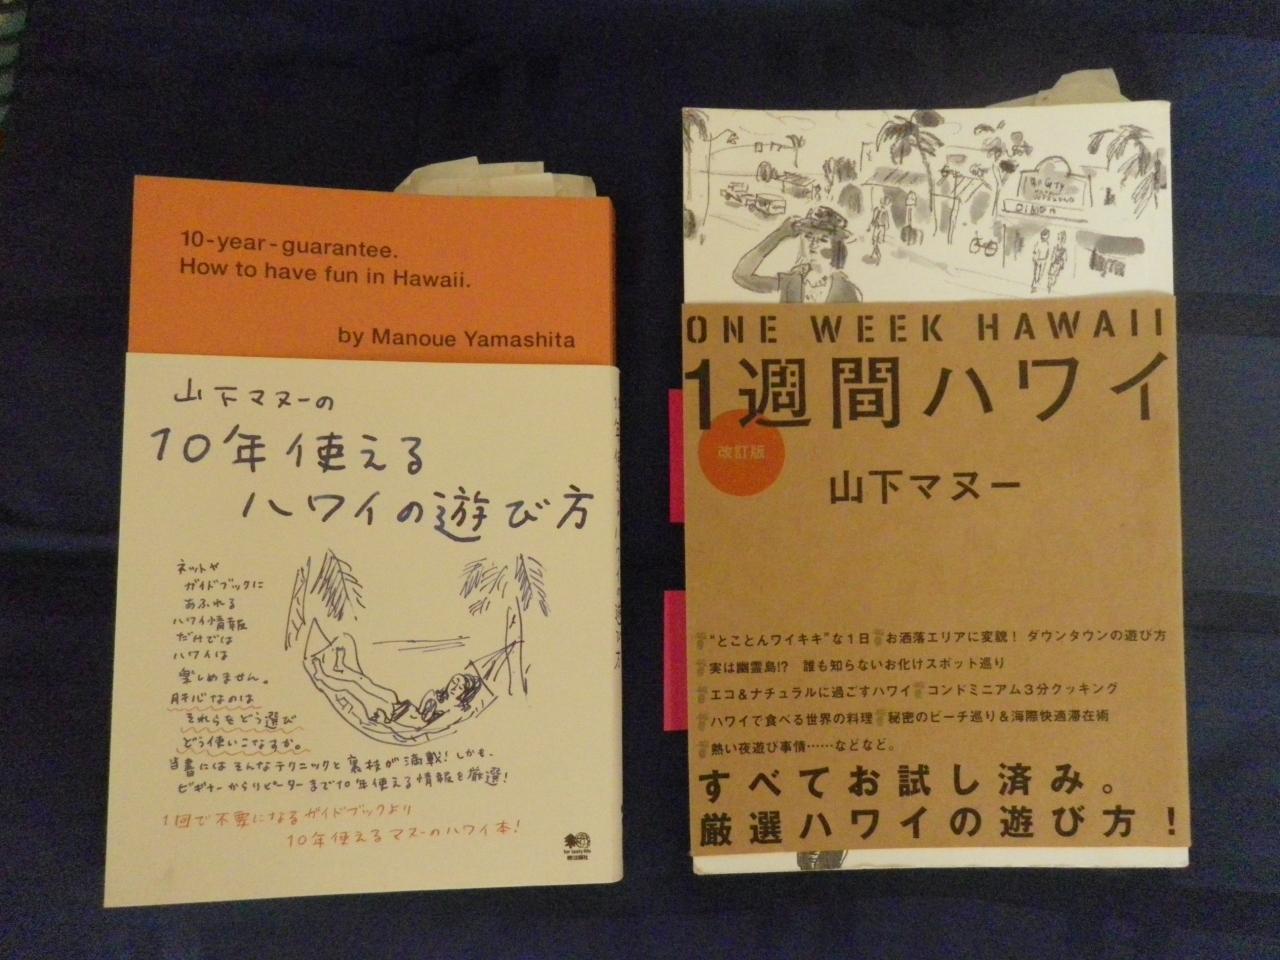 10-year-guarantee.
How to have fun in Hawaii.
by Manoue Yamashita
山下マヌーの
10年使える
ハワイの遊び方
ネットや
ガイドブックに
あふれる
ハワイ情報
だけでは
ハワイは
楽しめません。
肝心なのは
それらをどう選び
どう使いこなすか。
当書にはそんなテクニックと裏技が満載!しかも、
ビギナーからリピーターまで10年使える情報を厳選!
1回で不要になるガイドブックより
10年使えるマヌーのハワイ本!
ONE WEEK HAWAII
1週間ハワイ
改訂版
山下マヌー
“とことんワイキキ”な1日 お洒落エリアに変貌! ダウンタウンの遊び方
実は幽霊島!? 誰も知らないお化けスポット巡り
エコ&ナチュラルに過ごすハワイ コンドミニアム3分クッキング
ハワイで食べる世界の料理 秘密のビーチ巡り&海際快適滞在術
熱い夜遊び事情……などなど。
すべてお試し済み。
厳選ハワイの遊び方!